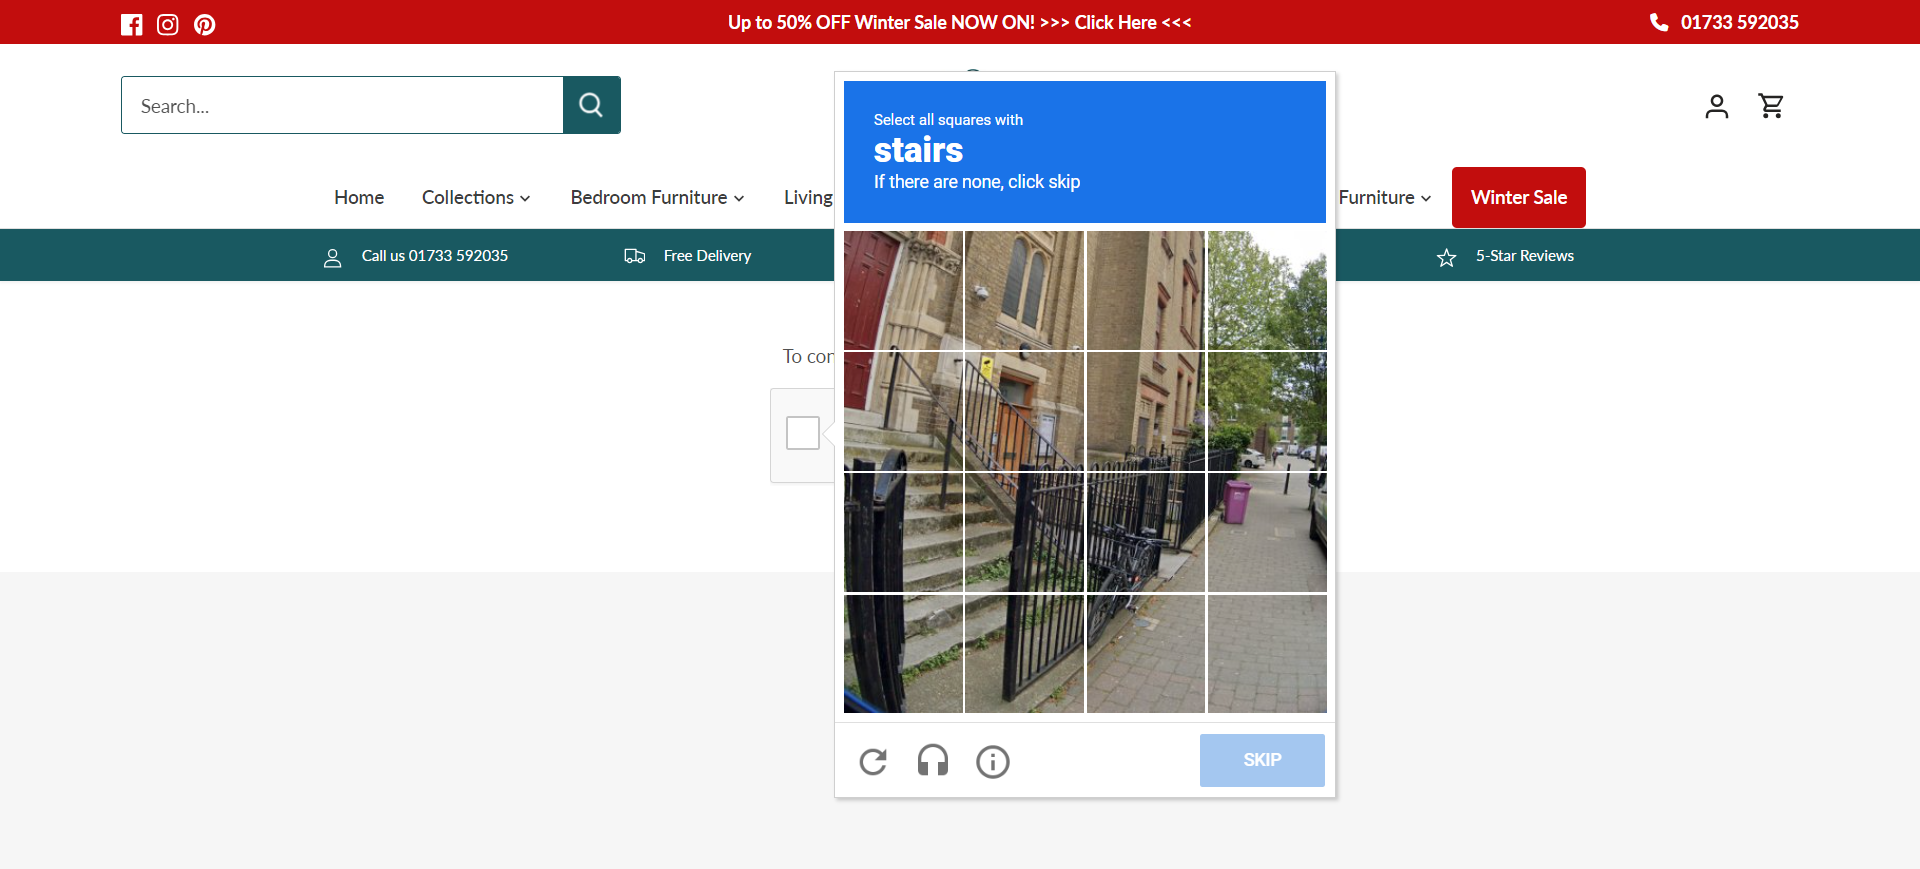 Up to 50% OFF Winter Sale NOW ON! >>> Click Here <<<
01733 592035
Search...
Home
Collections
Bedroom Furniture
Living
Furniture
Winter Sale
Call us 01733 592035
Free Delivery
5-Star Reviews
To con
Select all squares with
stairs
If there are none, click skip
SKIP